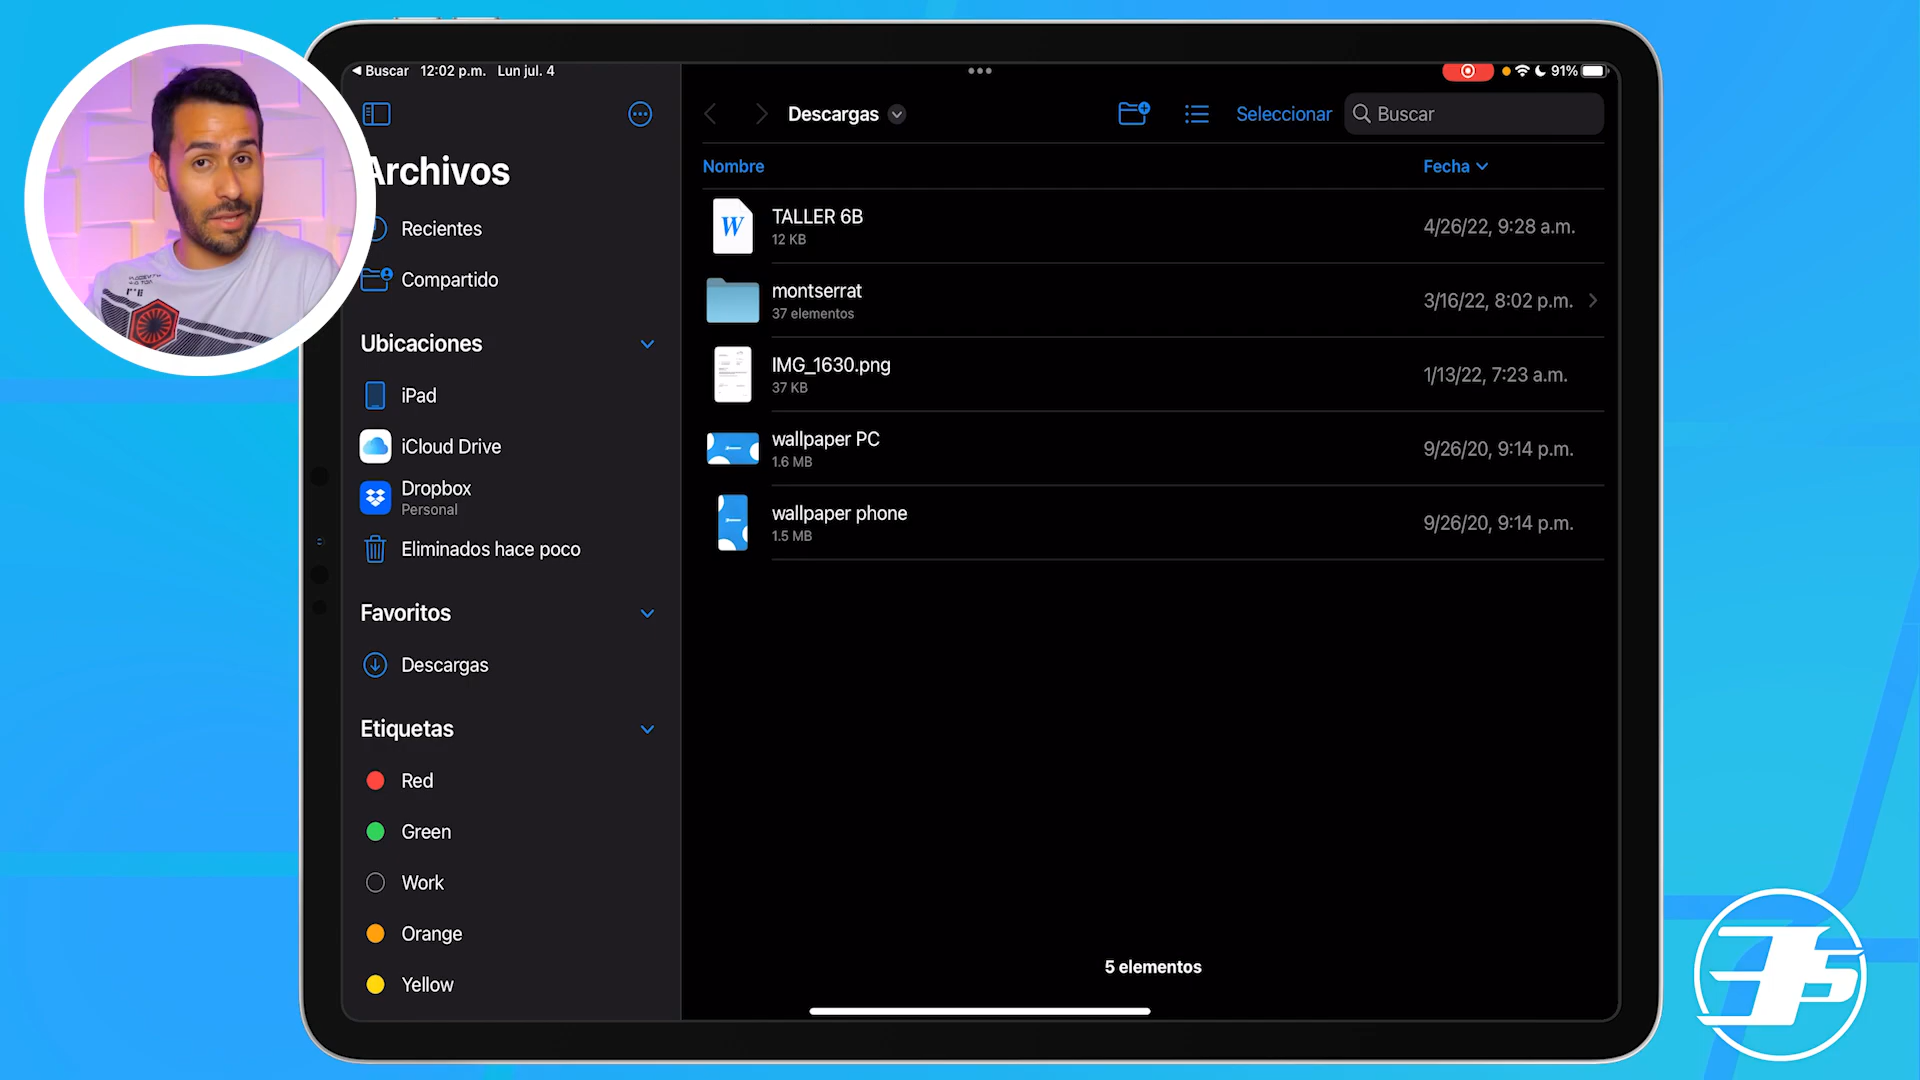 Buscar 12:02 p.m. Lun jul. 4
91%
Archivos
Recientes
Compartido
Ubicaciones
iPad
iCloud Drive
Dropbox
Personal
Eliminados hace poco
Favoritos
Descargas
Etiquetas
Red
Green
Work
Orange
Yellow
Descargas
Seleccionar
Buscar
Nombre
Fecha
TALLER 6B
12 KB
4/26/22, 9:28 a.m.
montserrat
37 elementos
3/16/22, 8:02 p.m.
IMG_1630.png
37 KB
1/13/22, 7:23 a.m.
wallpaper PC
1.6 MB
9/26/20, 9:14 p.m.
wallpaper phone
1.5 MB
9/26/20, 9:14 p.m.
5 elementos